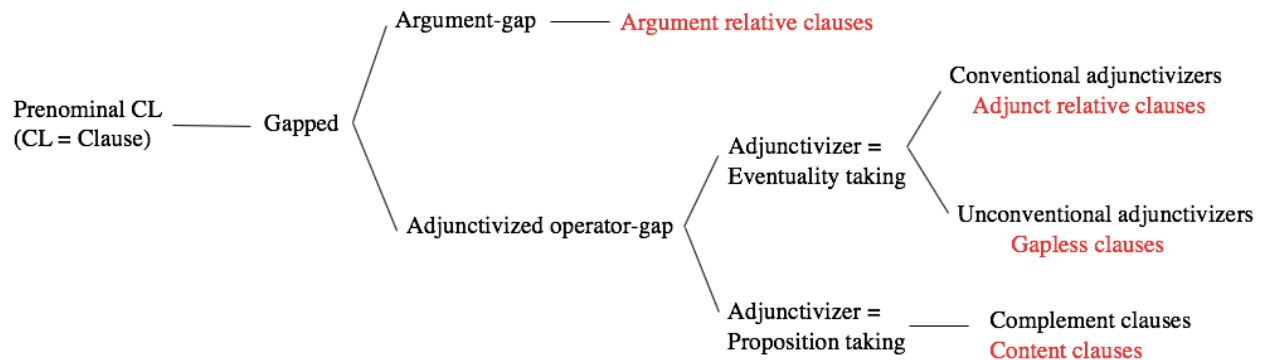 Argument-gap
Argument relative clauses
Conventional adjunctivizers
Adjunct relative clauses
Prenominal CL
(CL = Clause)
Gapped
Adjunctivizer =
Eventuality taking
Adjunctivized operator-gap
Unconventional adjunctivizers
Gapless clauses
Adjunctivizer =
Proposition taking
Complement clauses
Content clauses